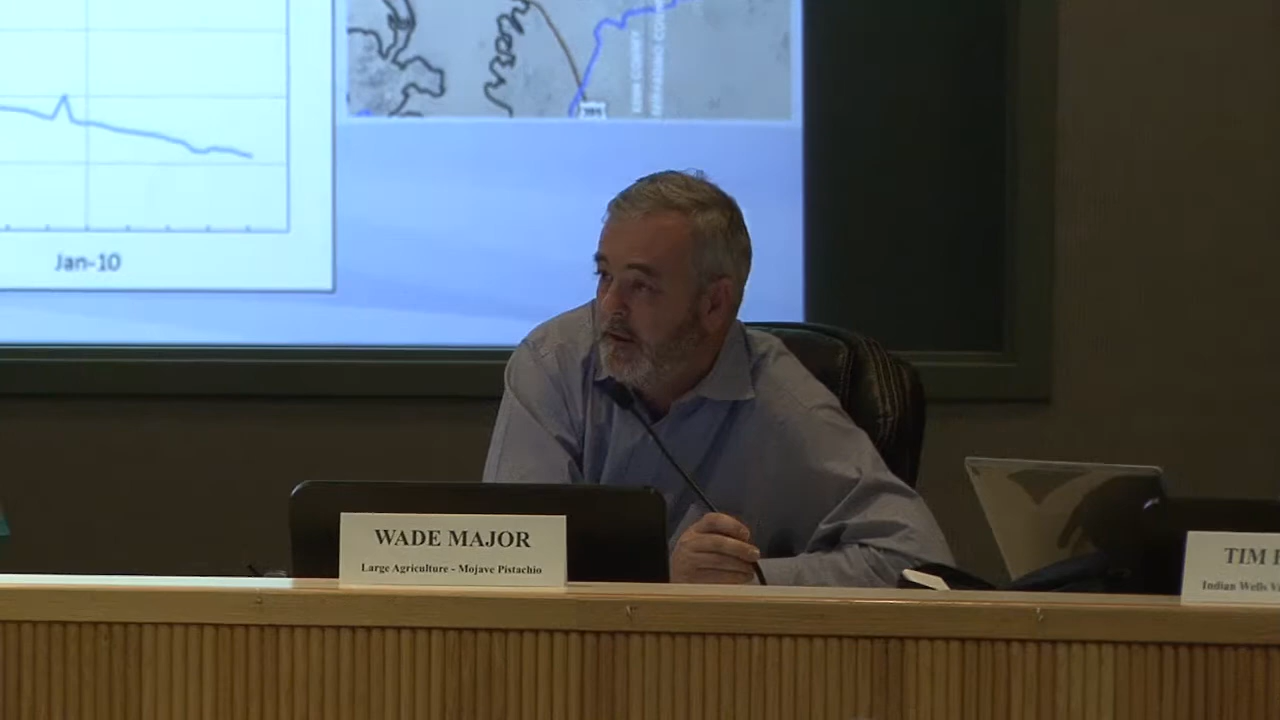 Jan-10
395
WADE MAJOR
Large Agriculture - Mojave Pistachio
TIM
Indian Wells